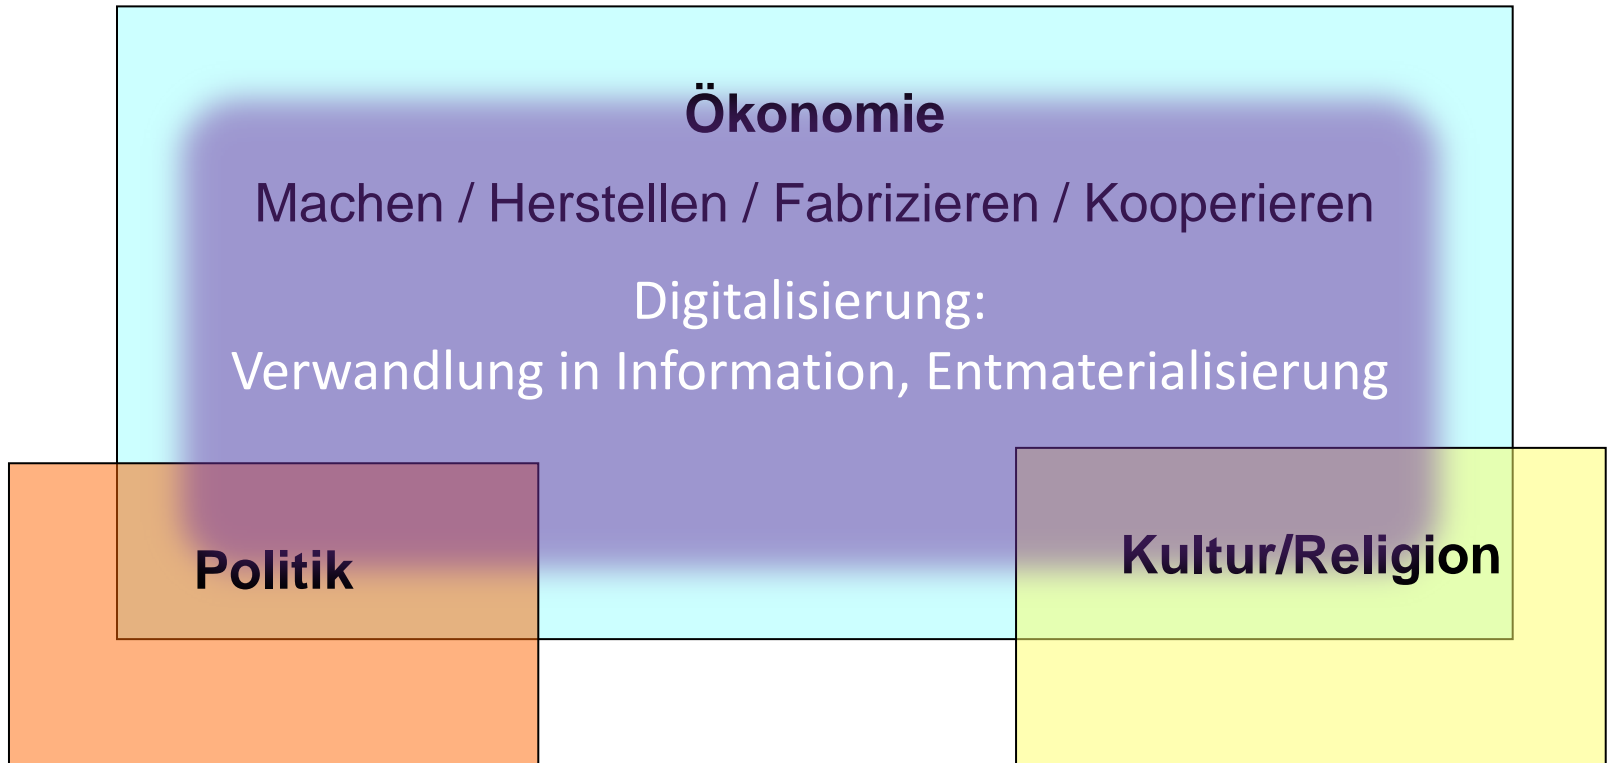 Ökonomie
Machen / Herstellen / Fabrizieren / Kooperieren
Digitalisierung:
Verwandlung in Information, Entmaterialisierung
Politik
Kultur/Religion